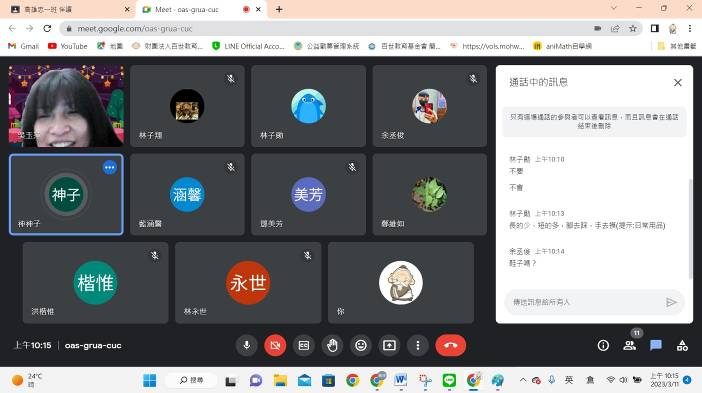 Meet - oas-grua-cuc
meet.google.com/oas-grua-cuc
Gmail
YouTube
地圖
財團法人百世教育...
LINE Official Acco...
公益勸募管理系統
百世教育基金會 簡...
https://vols.mohw...
aniMath自學網
其他書籤
林子翔
林子勛
余丞俊
神子
神神子
涵馨
藍涵馨
美芳
鄧美芳
鄭維如
楷惟
洪楷惟
永世
林永世
你
通話中的訊息
只有這場通話的參與者可以查看訊息，而且訊息會在通話
結束後刪除
林子勛 上午10:10
不要
不會
林子勛 上午10:13
長的少、短的多，腳去踩、手去摸(提示:日常用品)
余丞俊 上午10:14
鞋子嗎？
傳送訊息給所有人
上午10:15 | oas-grua-cuc
11
24°C
晴
搜尋
英
上午 10:15
2023/3/11